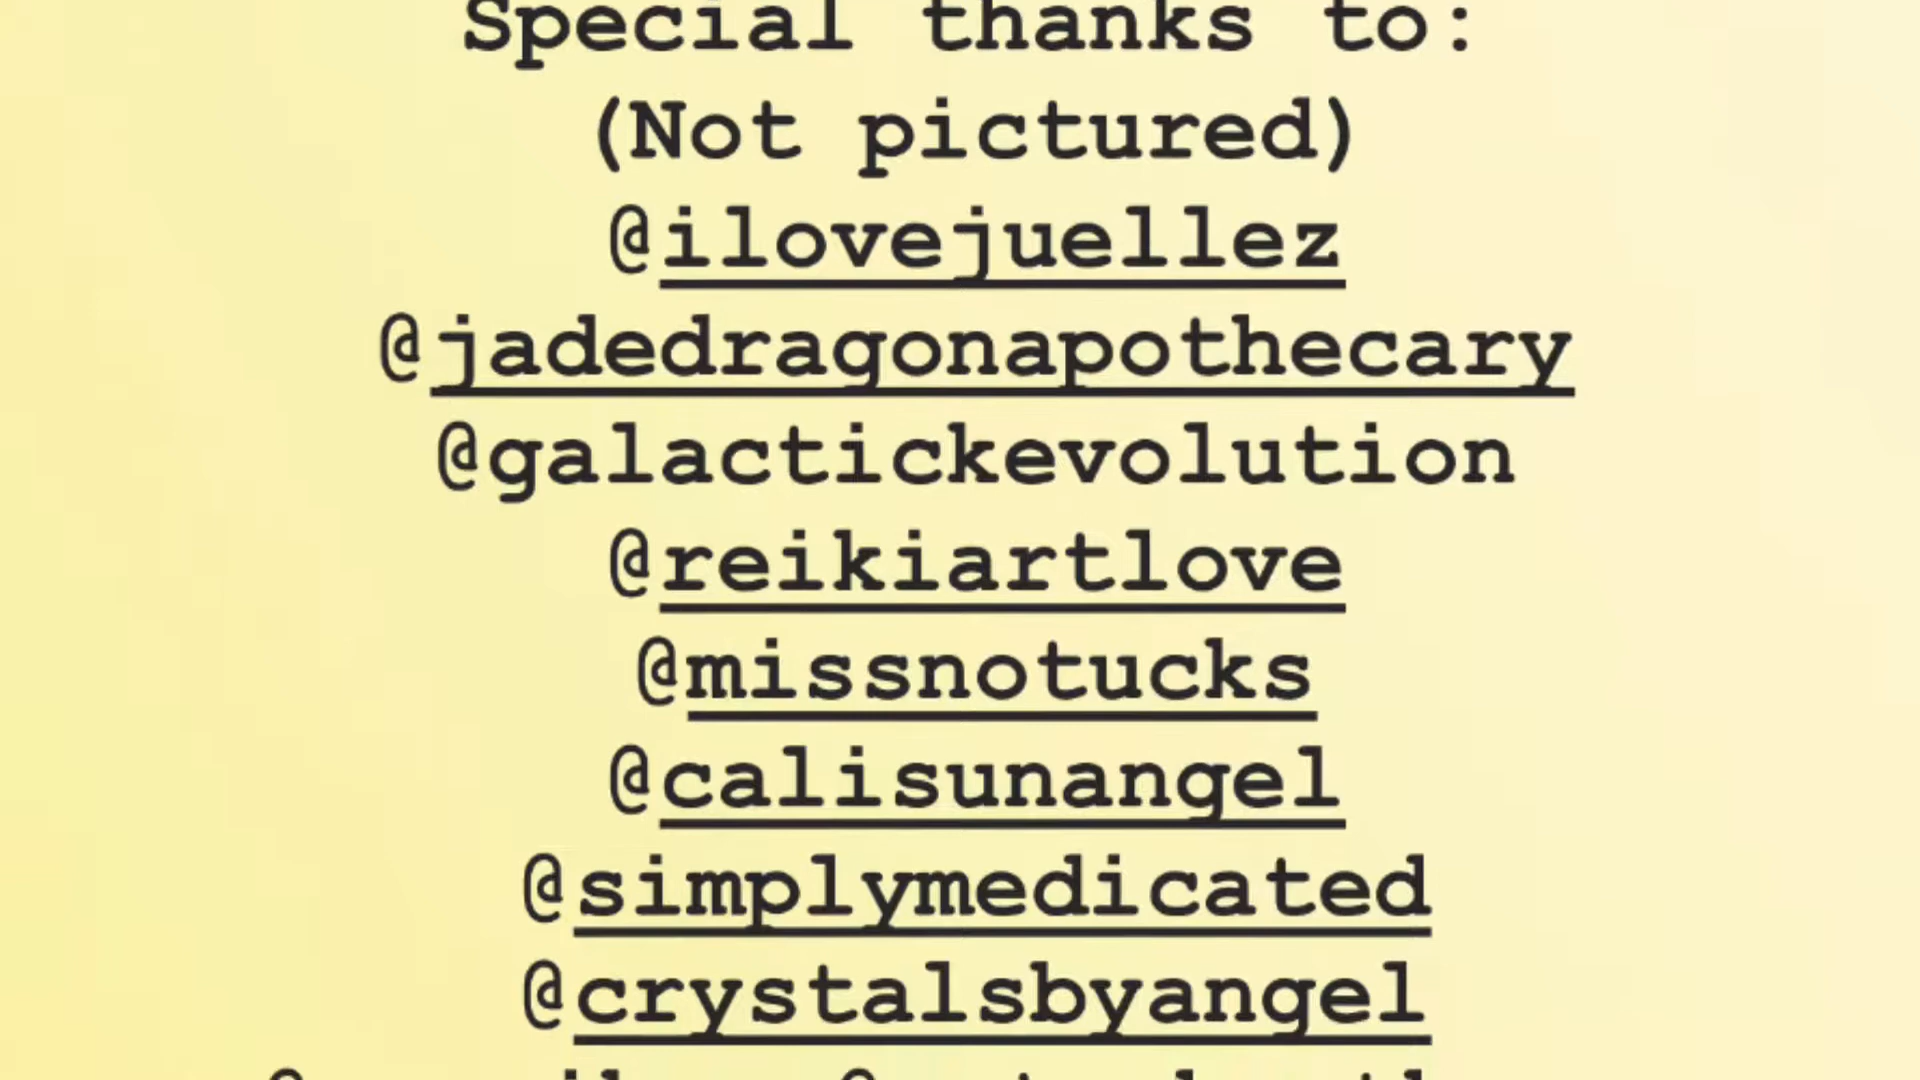 Special thanks to:
(Not pictured)
@ilovejuellez
@jadedragonapothecary
@galactickevolution
@reikiartlove
@missnotucks
@calisunangel
@simplymedicated
@crystalsbyangel